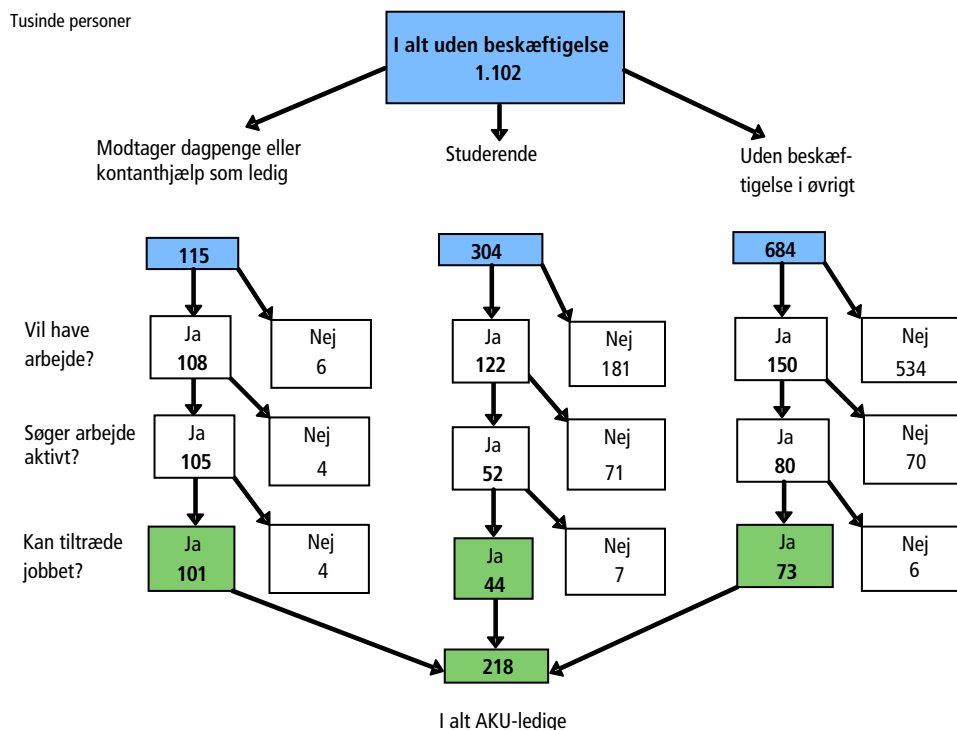 Tusinde personer
I alt uden beskæftigelse
1.102
Modtager dagpenge eller
kontanthjælp som ledig
Studerende
Uden beskæf-
tigelse i øvrigt
115
304
684
Vil have
arbejde?
Ja
108
Nej
6
Ja
122
Nej
181
Ja
150
Nej
534
Søger arbejde
aktivt?
Ja
105
Nej
4
Ja
52
Nej
71
Ja
80
Nej
70
Kan tiltræde
jobbet?
Ja
101
Nej
4
Ja
44
Nej
7
Ja
73
Nej
6
218
I alt AKU-ledige